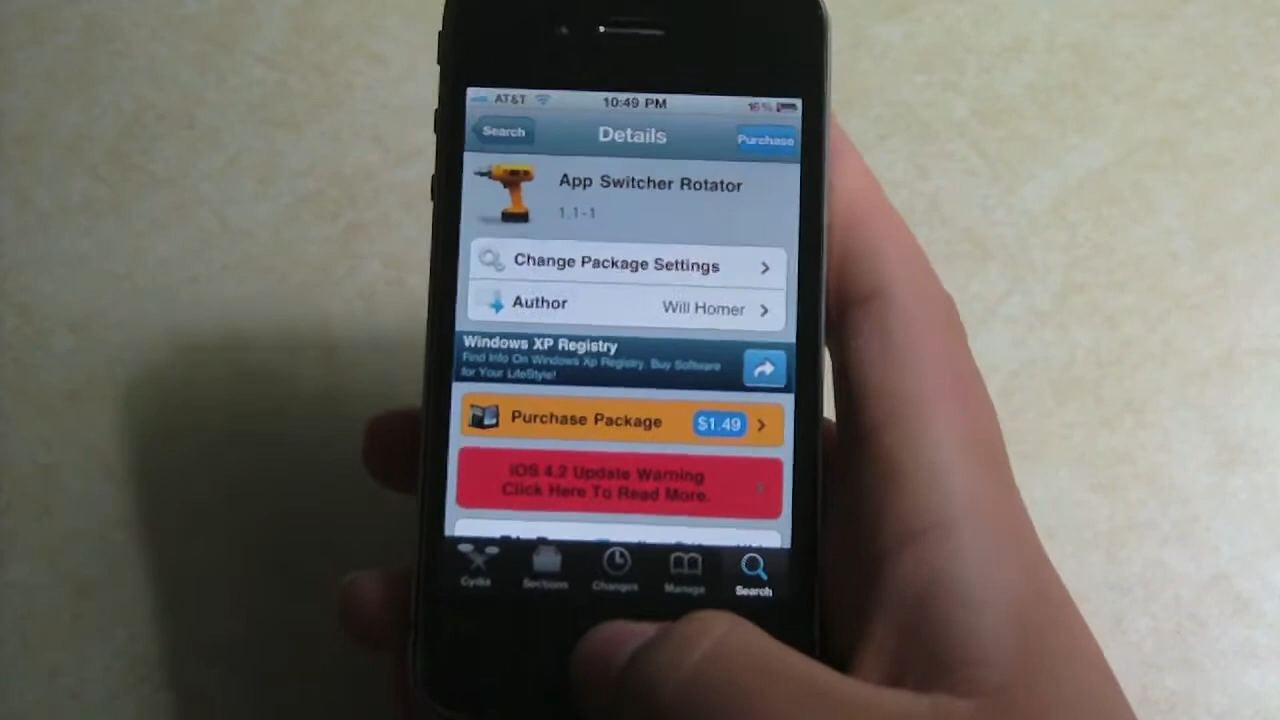 AT&T 10:49 PM 16%
Search Details Purchase
App Switcher Rotator
1.1-1
Change Package Settings
Author Will Homer
Windows XP Registry
Find Info On Windows Xp Registry. Buy Software
for Your LifeStyle!
Purchase Package $1.49
iOS 4.2 Update Warning
Click Here To Read More.
Cydia Sections Changes Manage Search